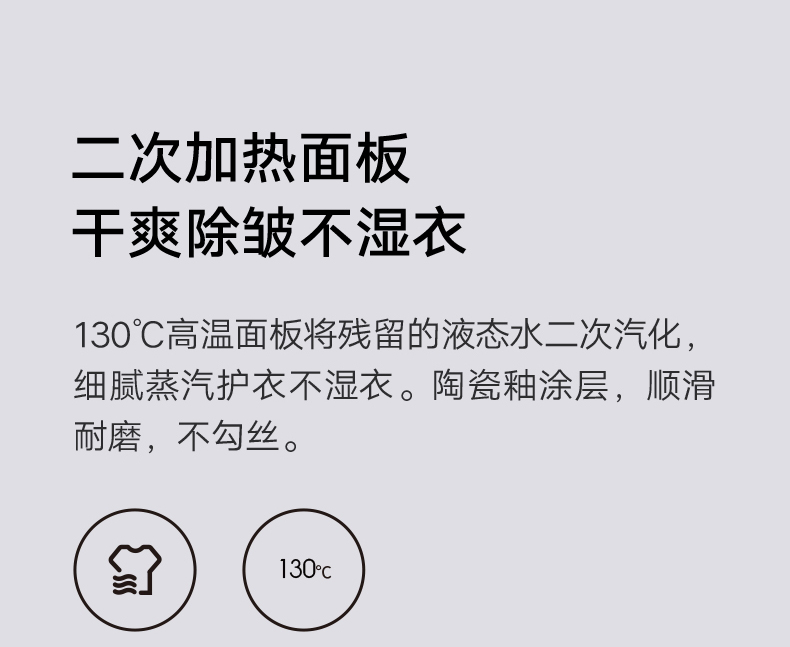 二次加热面板
干爽除皱不湿衣
130℃高温面板将残留的液态水二次汽化，
细腻蒸汽护衣不湿衣。陶瓷釉涂层，顺滑
耐磨，不勾丝。
130℃